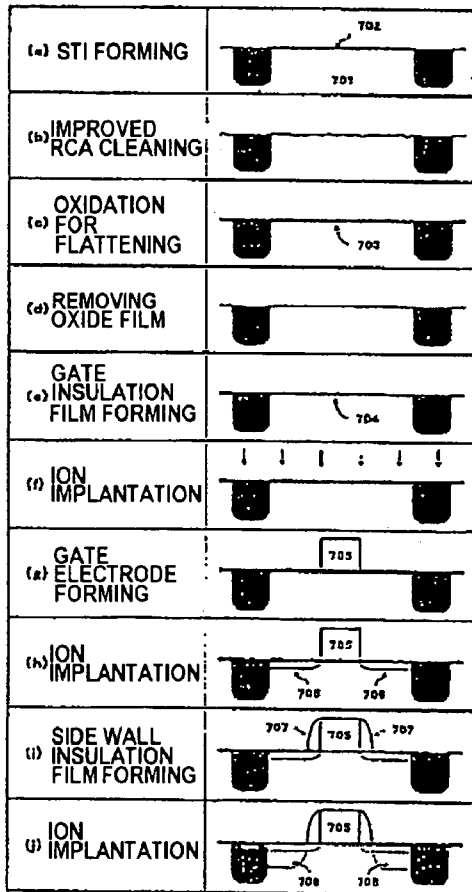 (a) STI FORMING
702
701
(b) IMPROVED
RCA CLEANING
(c) OXIDATION
FOR
FLATTENING
703
(d) REMOVING
OXIDE FILM
(e) GATE
INSULATION
FILM FORMING
704
(f) ION
IMPLANTATION
(g) GATE
ELECTRODE
FORMING
705
(h) ION
IMPLANTATION
705
706
706
(i) SIDE WALL
INSULATION
FILM FORMING
707
705
707
(j) ION
IMPLANTATION
705